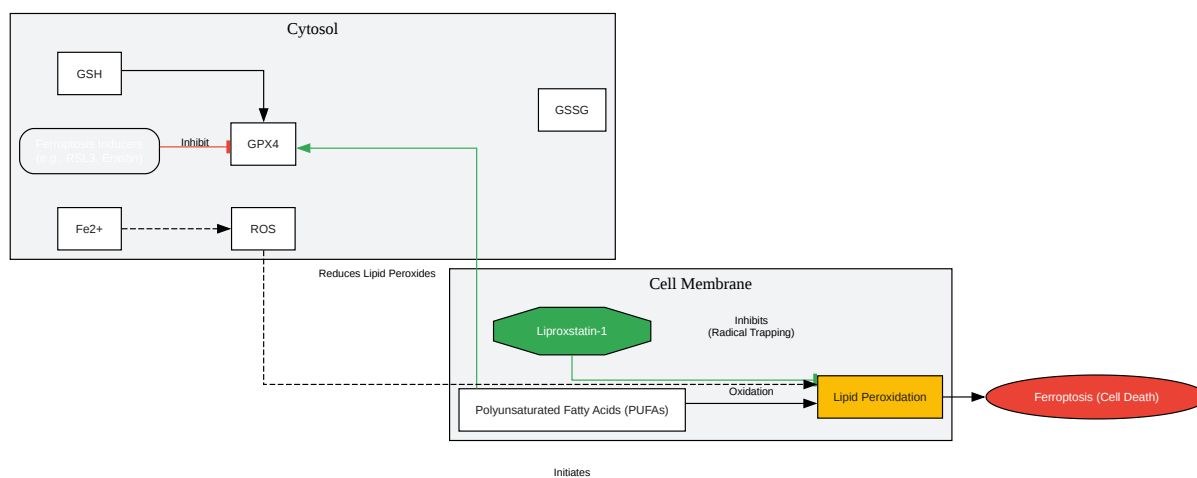 Cytosol
GSH
GSSG
Ferroptosis Inducers
(e.g., RSL3, Erastin)
Inhibit
GPX4
Fe2+
ROS
Reduces Lipid Peroxides
Cell Membrane
Liproxstatin-1
Inhibits
(Radical Trapping)
Polyunsaturated Fatty Acids (PUFAs)
Oxidation
Lipid Peroxidation
Ferroptosis (Cell Death)
Initiates